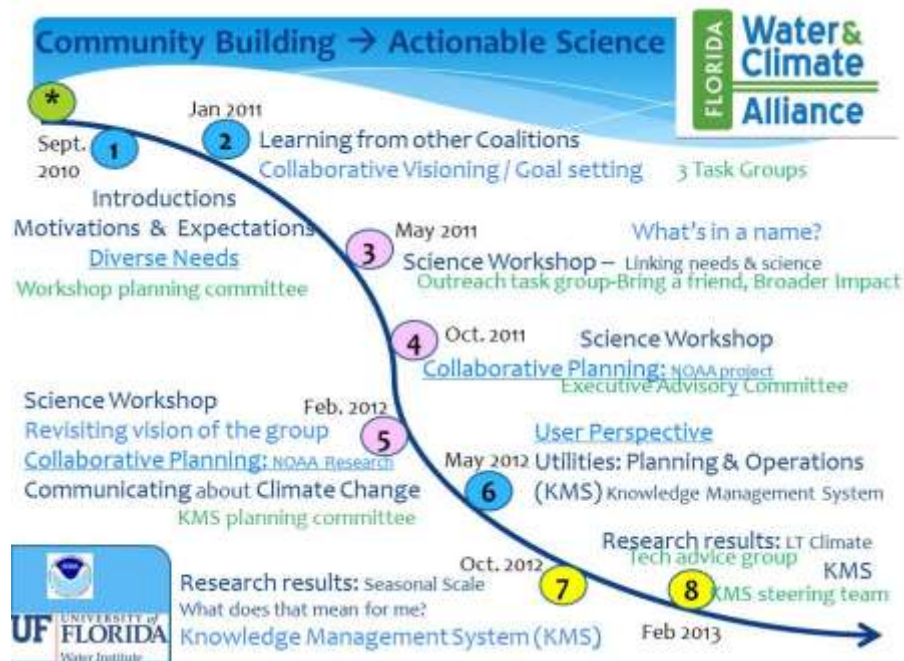 Community Building → Actionable Science
FLORIDA
Water&
Climate
Alliance
*
Sept.
2010
1
Introductions
Motivations & Expectations
Diverse Needs
Workshop planning committee
Jan 2011
2
Learning from other Coalitions
Collaborative Visioning / Goal setting
3 Task Groups
3
May 2011
What's in a name?
Science Workshop – Linking needs & science
Outreach task group-Bring a friend, Broader Impact
4
Oct. 2011
Science Workshop
Collaborative Planning: NOAA project
Executive Advisory Committee
Feb. 2012
5
Science Workshop
Revisiting vision of the group
Collaborative Planning: NOAA Research
Communicating about Climate Change
KMS planning committee
May 2012
6
User Perspective
Utilities: Planning & Operations
(KMS) Knowledge Management System
Oct. 2012
7
Research results: Seasonal Scale
What does that mean for me?
Knowledge Management System (KMS)
8
Feb 2013
Research results: LT Climate
Tech advice group
KMS
KMS steering team
UF
UNIVERSITY of
FLORIDA
Water Institute